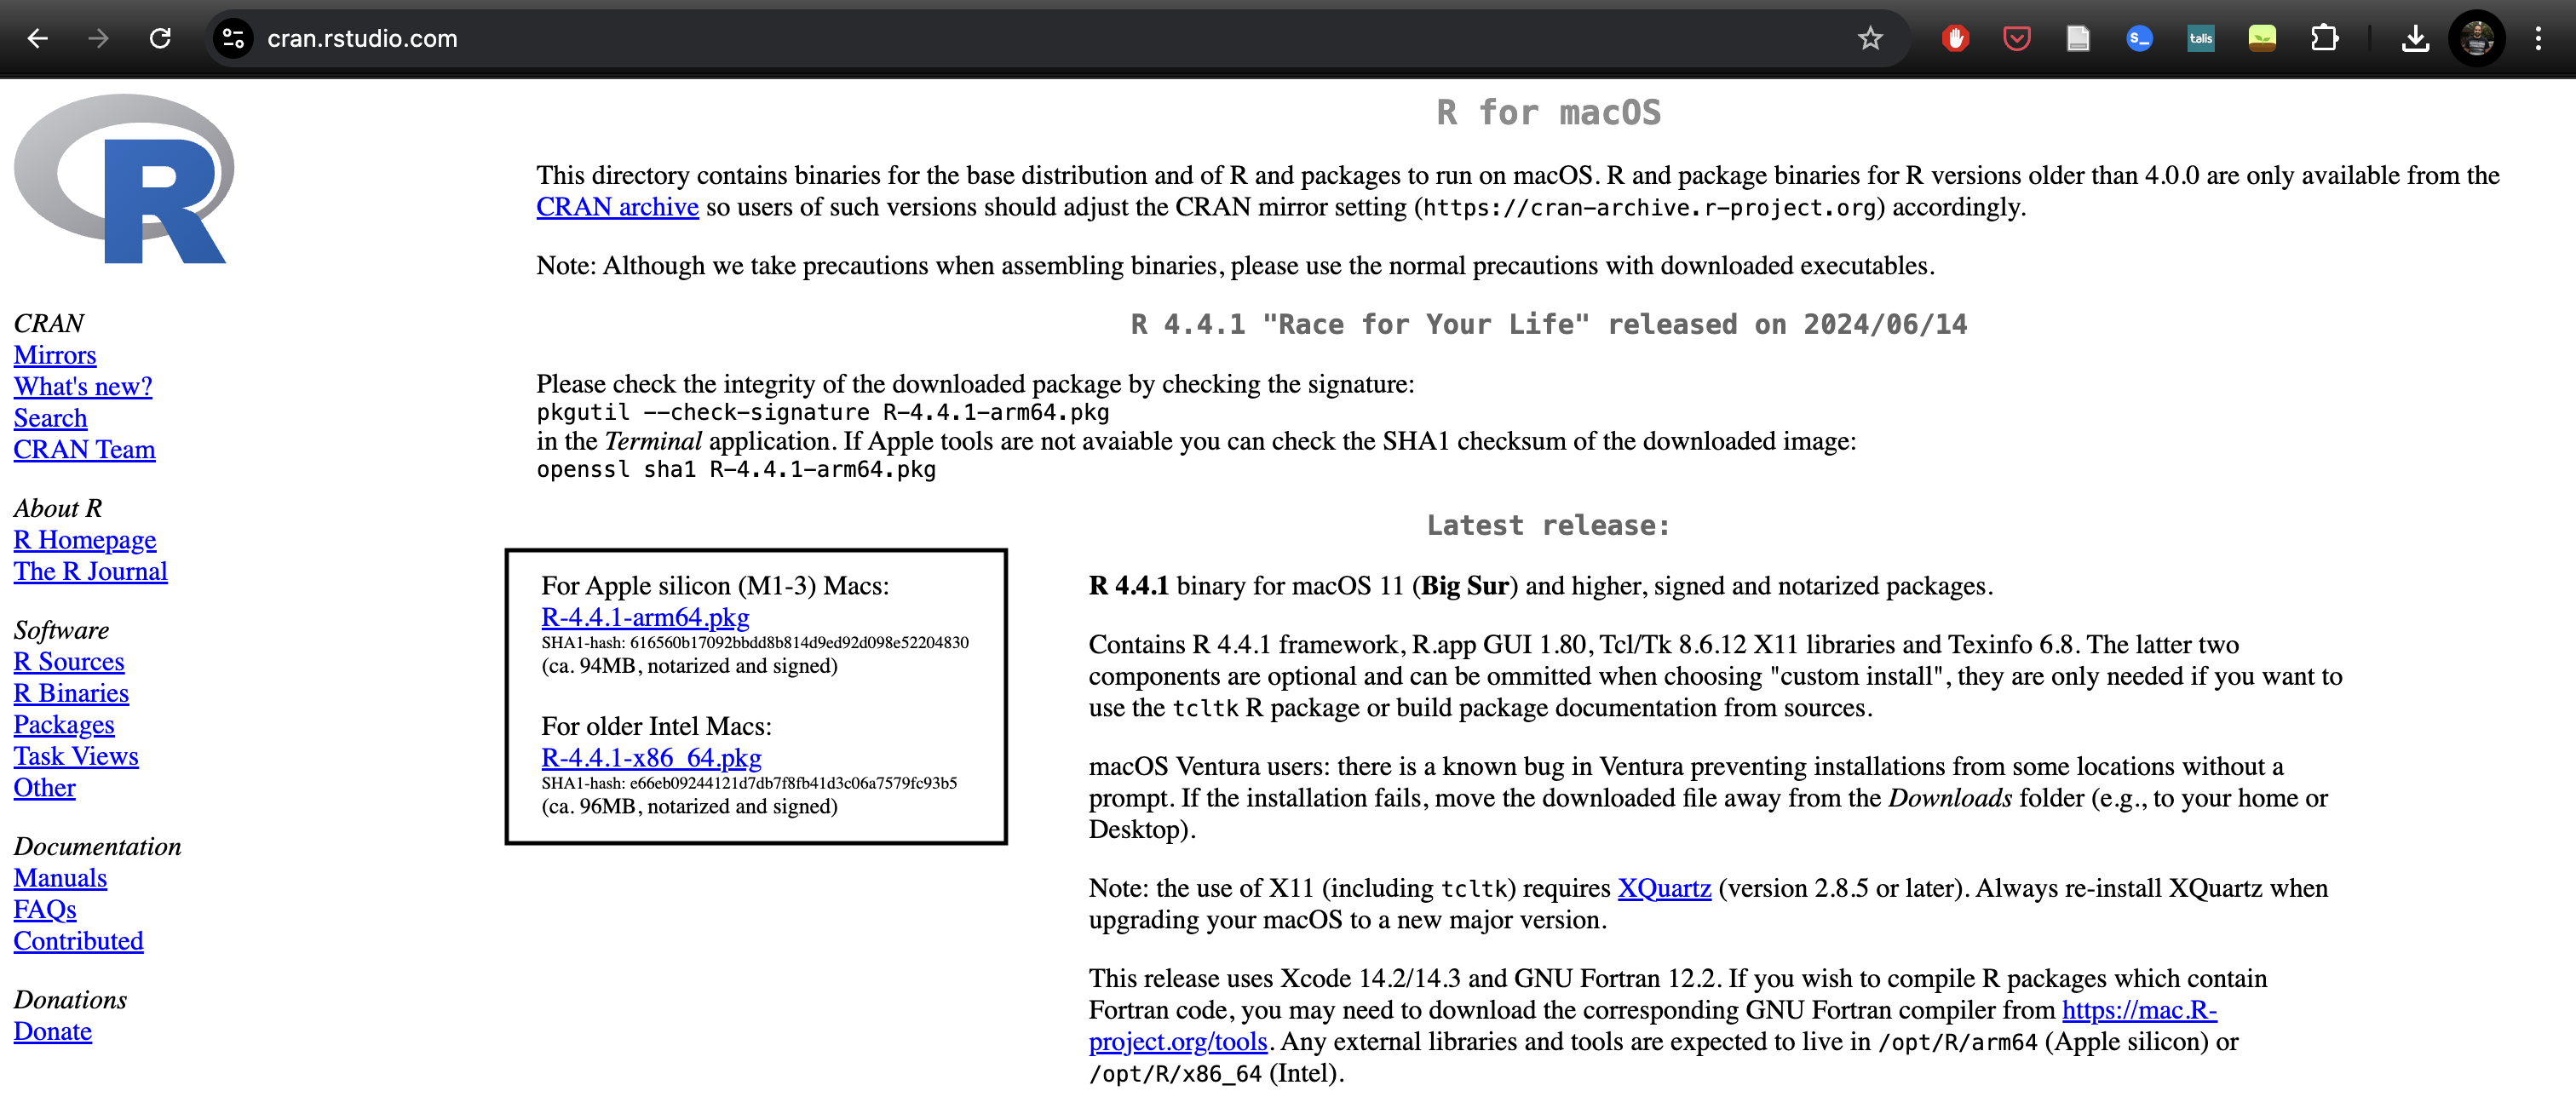 cran.rstudio.com
S_
talis
R
R for macOS
This directory contains binaries for the base distribution and of R and packages to run on macOS. R and package binaries for R versions older than 4.0.0 are only available from the
CRAN archive so users of such versions should adjust the CRAN mirror setting (https://cran-archive.r-project.org) accordingly.
Note: Although we take precautions when assembling binaries, please use the normal precautions with downloaded executables.
R 4.4.1 "Race for Your Life" released on 2024/06/14
Please check the integrity of the downloaded package by checking the signature:
pkgutil --check-signature R-4.4.1-arm64.pkg
in the Terminal application. If Apple tools are not avaiable you can check the SHA1 checksum of the downloaded image:
openssl sha1 R-4.4.1-arm64.pkg
CRAN
Mirrors
What's new?
Search
CRAN Team
About R
R Homepage
The R Journal
Software
R Sources
R Binaries
Packages
Task Views
Other
Documentation
Manuals
FAQs
Contributed
Donations
Donate
Latest release:
For Apple silicon (M1-3) Macs:
R-4.4.1-arm64.pkg
SHA1-hash: 616560b17092bbdd8b814d9ed92d098e52204830
(ca. 94MB, notarized and signed)
For older Intel Macs:
R-4.4.1-x86_64.pkg
SHA1-hash: e66eb09244121d7db7f8fb41d3c06a7579fc93b5
(ca. 96MB, notarized and signed)
R 4.4.1 binary for macOS 11 (Big Sur) and higher, signed and notarized packages.
Contains R 4.4.1 framework, R.app GUI 1.80, Tcl/Tk 8.6.12 X11 libraries and Texinfo 6.8. The latter two
components are optional and can be ommitted when choosing "custom install", they are only needed if you want to
use the tcltk R package or build package documentation from sources.
macOS Ventura users: there is a known bug in Ventura preventing installations from some locations without a
prompt. If the installation fails, move the downloaded file away from the Downloads folder (e.g., to your home or
Desktop).
Note: the use of X11 (including tcltk) requires XQuartz (version 2.8.5 or later). Always re-install XQuartz when
upgrading your macOS to a new major version.
This release uses Xcode 14.2/14.3 and GNU Fortran 12.2. If you wish to compile R packages which contain
Fortran code, you may need to download the corresponding GNU Fortran compiler from https://mac.R-
project.org/tools. Any external libraries and tools are expected to live in /opt/R/arm64 (Apple silicon) or
/opt/R/x86_64 (Intel).